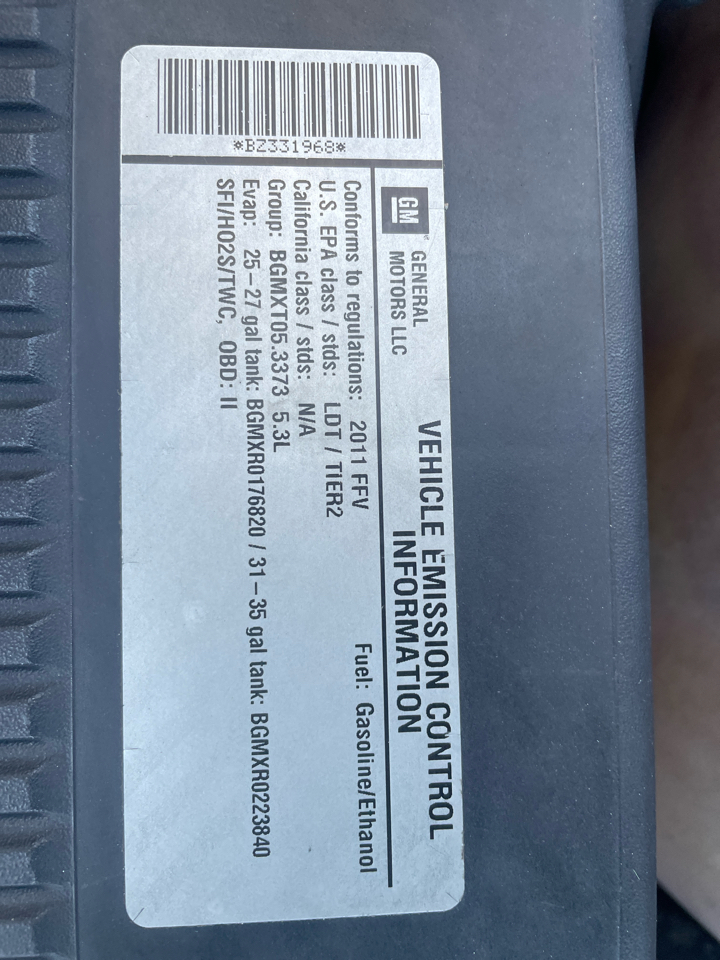 *BZ331968*
GM
GENERAL
MOTORS LLC
VEHICLE EMISSION CONTROL
INFORMATION
Conforms to regulations: 2011 FFV Fuel: Gasoline/Ethanol
U.S. EPA class / stds: LDT / TIER2
California class / stds: N/A
Group: BGMXT05.3373 5.3L
Evap: 25-27 gal tank: BGMXR0176820 / 31-35 gal tank: BGMXR0223840
SFI/HO2S/TWC, OBD: II